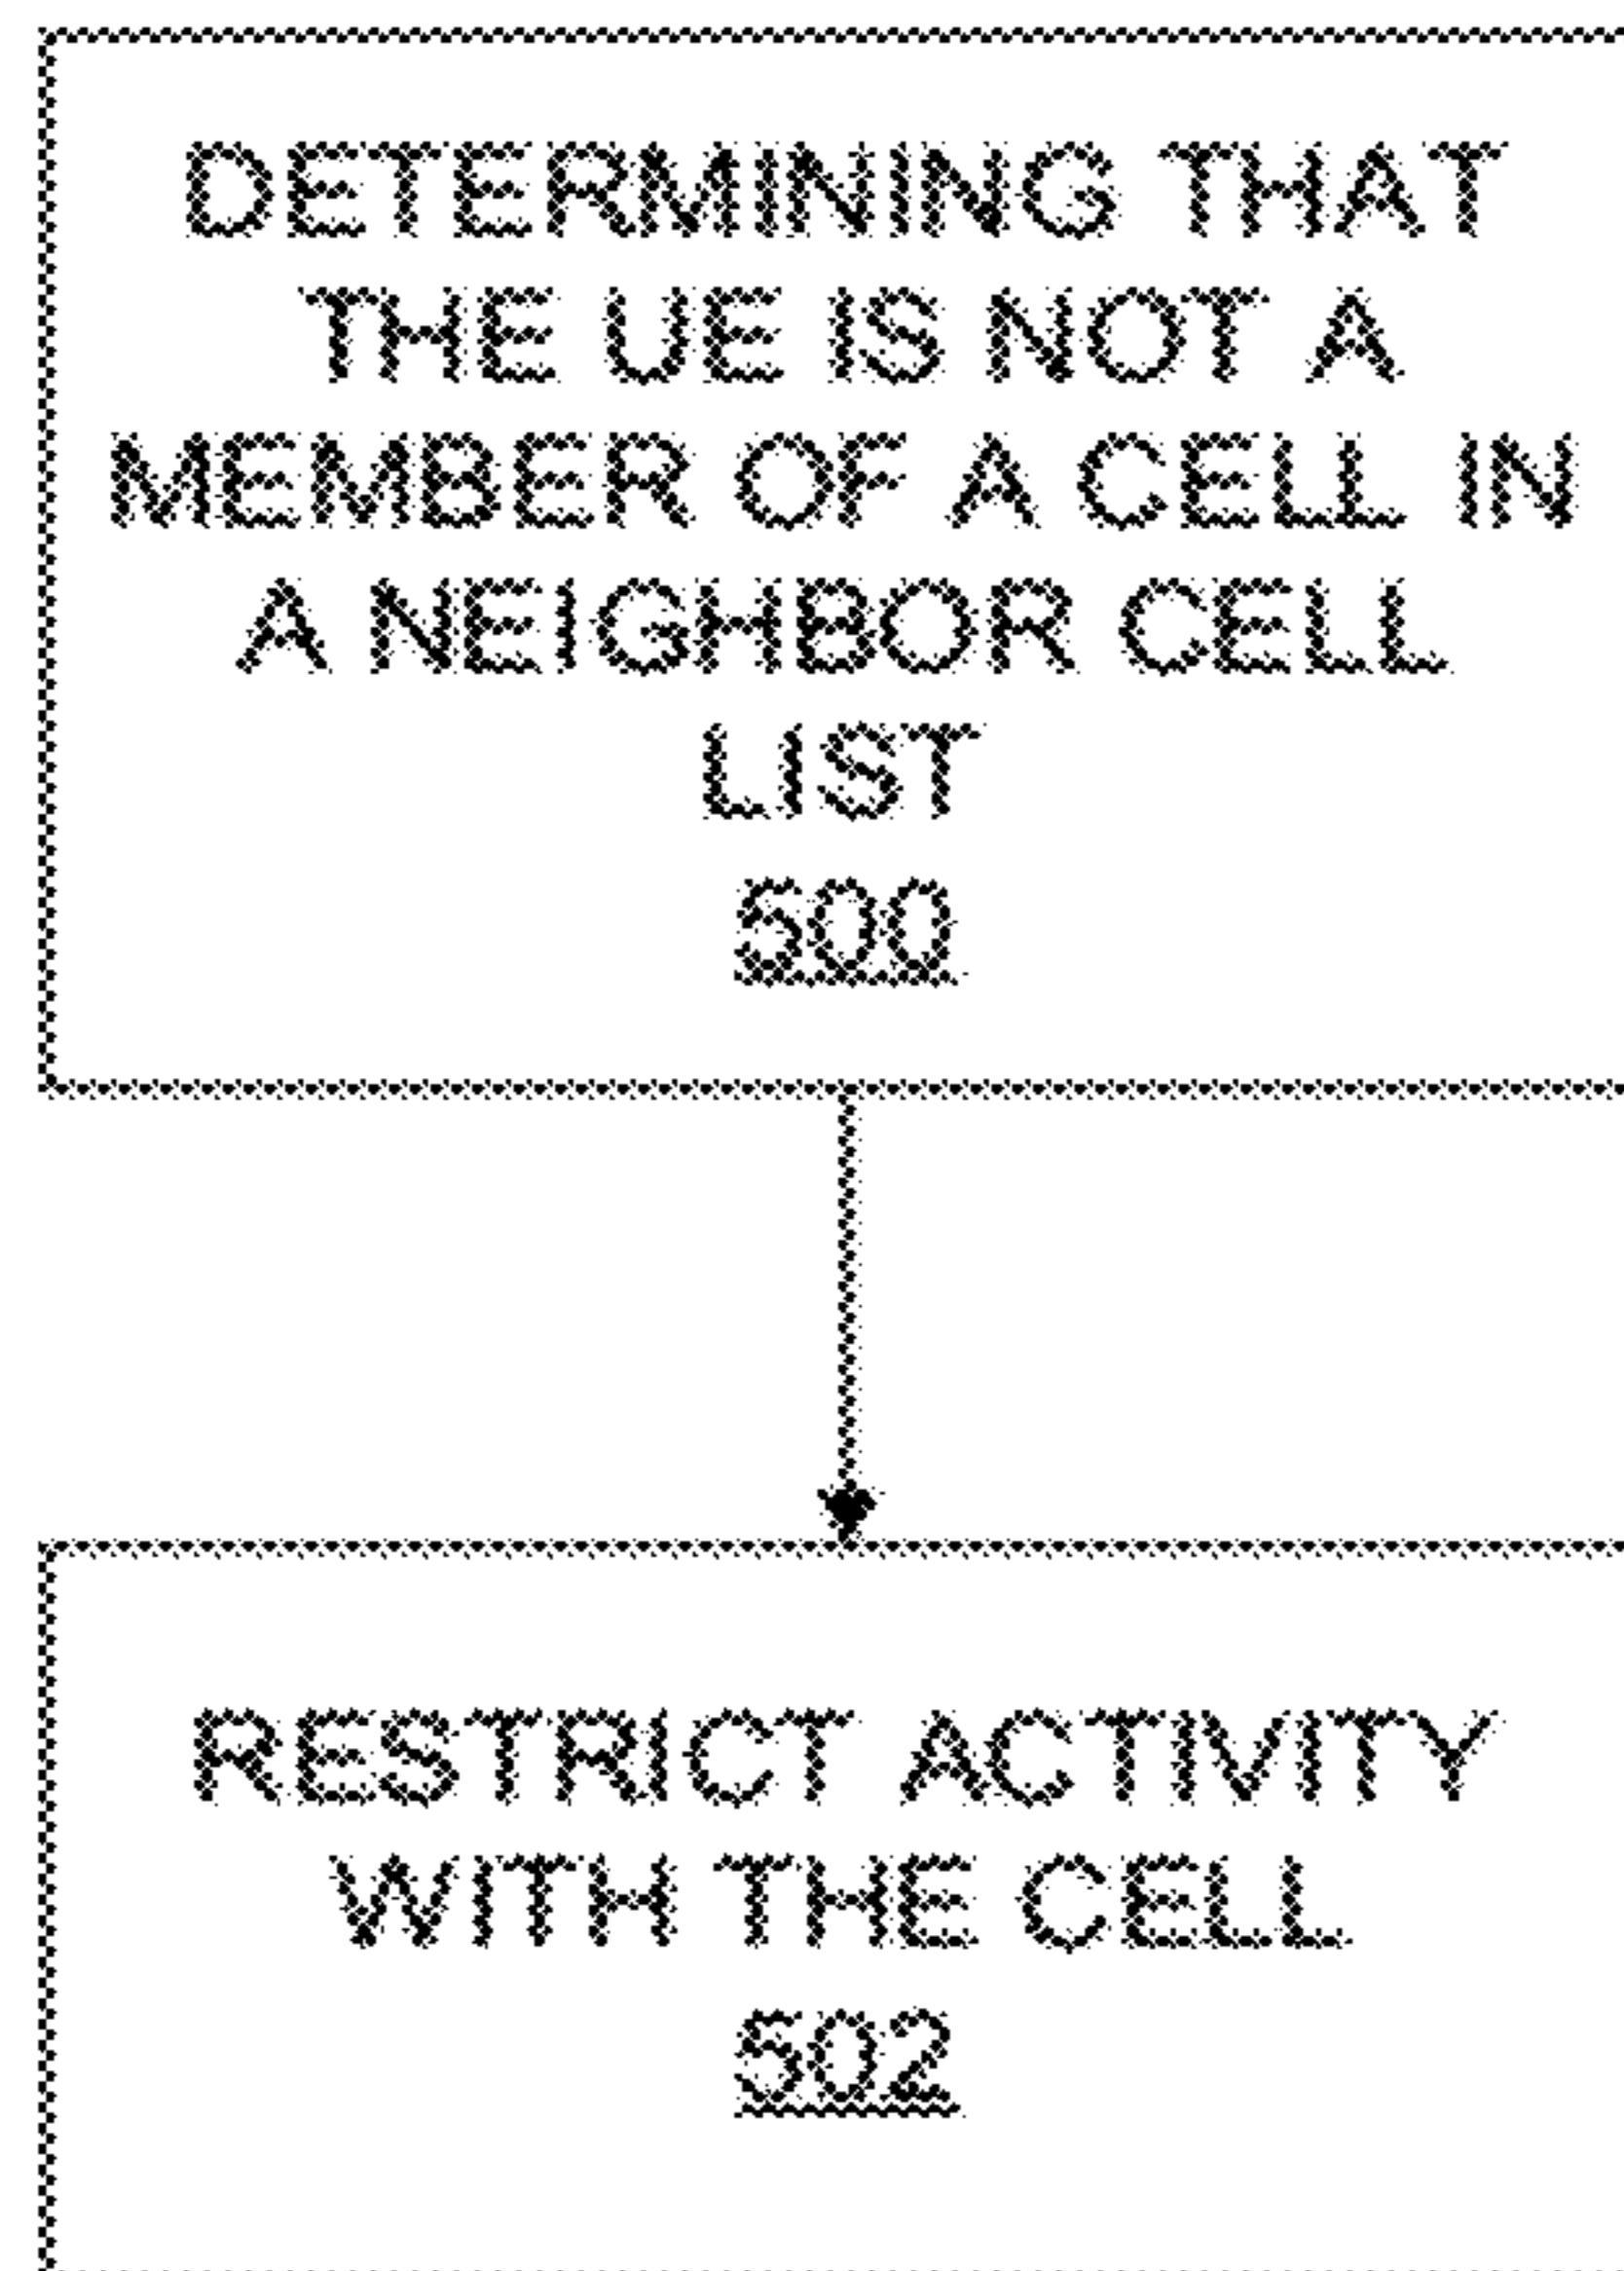 DETERMINING THAT
THE UE IS NOT A
MEMBER OF A CELL IN
A NEIGHBOR CELL
LIST
500
RESTRICT ACTIVITY
WITH THE CELL
502